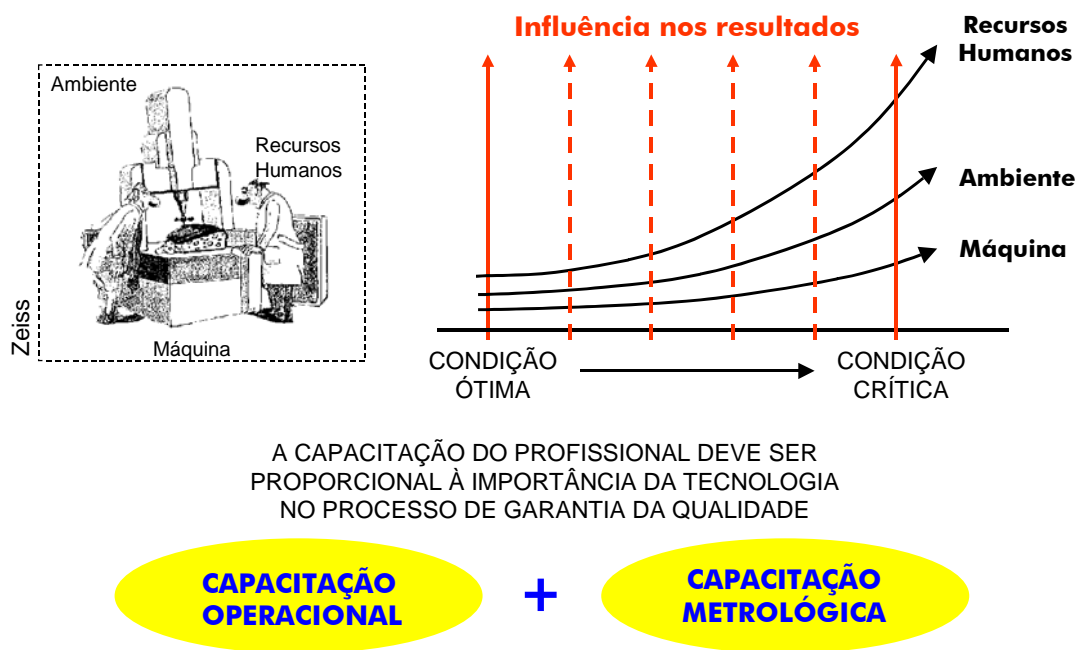 Influência nos resultados
Recursos
Humanos
Ambiente
Recursos
Humanos
Ambiente
Máquina
Zeiss
Máquina
CONDIÇÃO
ÓTIMA
CONDIÇÃO
CRÍTICA
A CAPACITAÇÃO DO PROFISSIONAL DEVE SER
PROPORCIONAL À IMPORTÂNCIA DA TECNOLOGIA
NO PROCESSO DE GARANTIA DA QUALIDADE
CAPACITAÇÃO
OPERACIONAL
+
CAPACITAÇÃO
METROLÓGICA